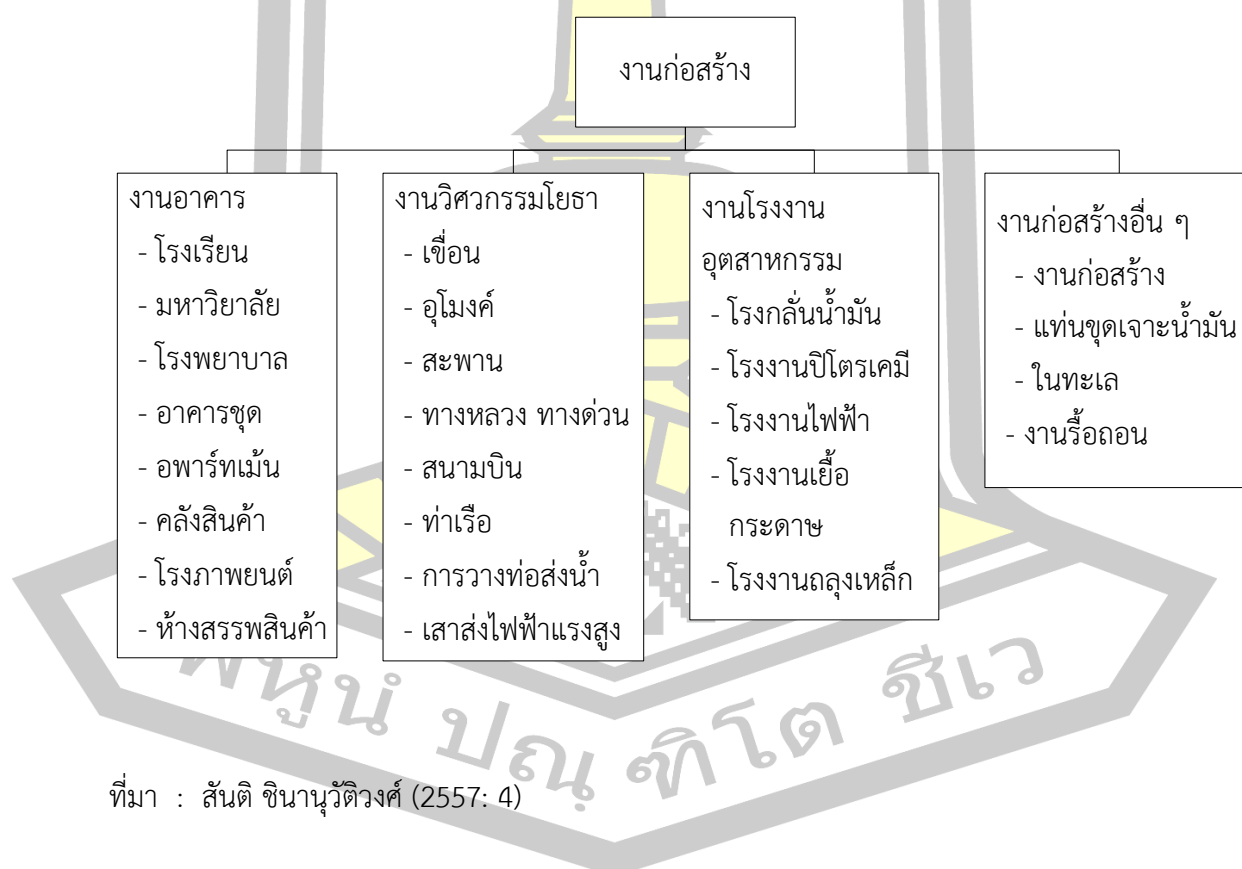 งานก่อสร้าง
งานอาคาร
- โรงเรียน
- มหาวิยาลัย
- โรงพยาบาล
- อาคารชุด
- อพาร์ทเม้น
- คลังสินค้า
- โรงภาพยนต์
- ห้างสรรพสินค้า
งานวิศวกรรมโยธา
- เขื่อน
- อุโมงค์
- สะพาน
- ทางหลวง ทางด่วน
- สนามบิน
- ท่าเรือ
- การวางท่อส่งน้ำ
- เสาส่งไฟฟ้าแรงสูง
งานโรงงาน
อุตสาหกรรม
- โรงกลั่นน้ำมัน
- โรงงานปิโตรเคมี
- โรงงานไฟฟ้า
- โรงงานเยื้อ
กระดาษ
- โรงงานถลุงเหล็ก
งานก่อสร้างอื่น ๆ
- งานก่อสร้าง
- แท่นขุดเจาะน้ำมัน
- ในทะเล
- งานรื้อถอน
พหูนํ ปณฺฑิโต ชีเว
ที่มา : สันติ ชินานุวัติวงศ์ (2557: 4)